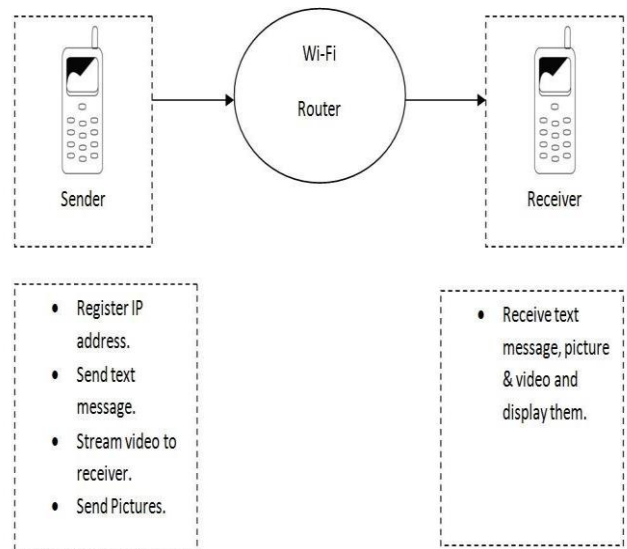 Wi-Fi
Router
Sender
Receiver
• Register IP
address.
• Send text
message.
• Stream video to
receiver.
• Send Pictures.
• Receive text
message, picture
& video and
display them.